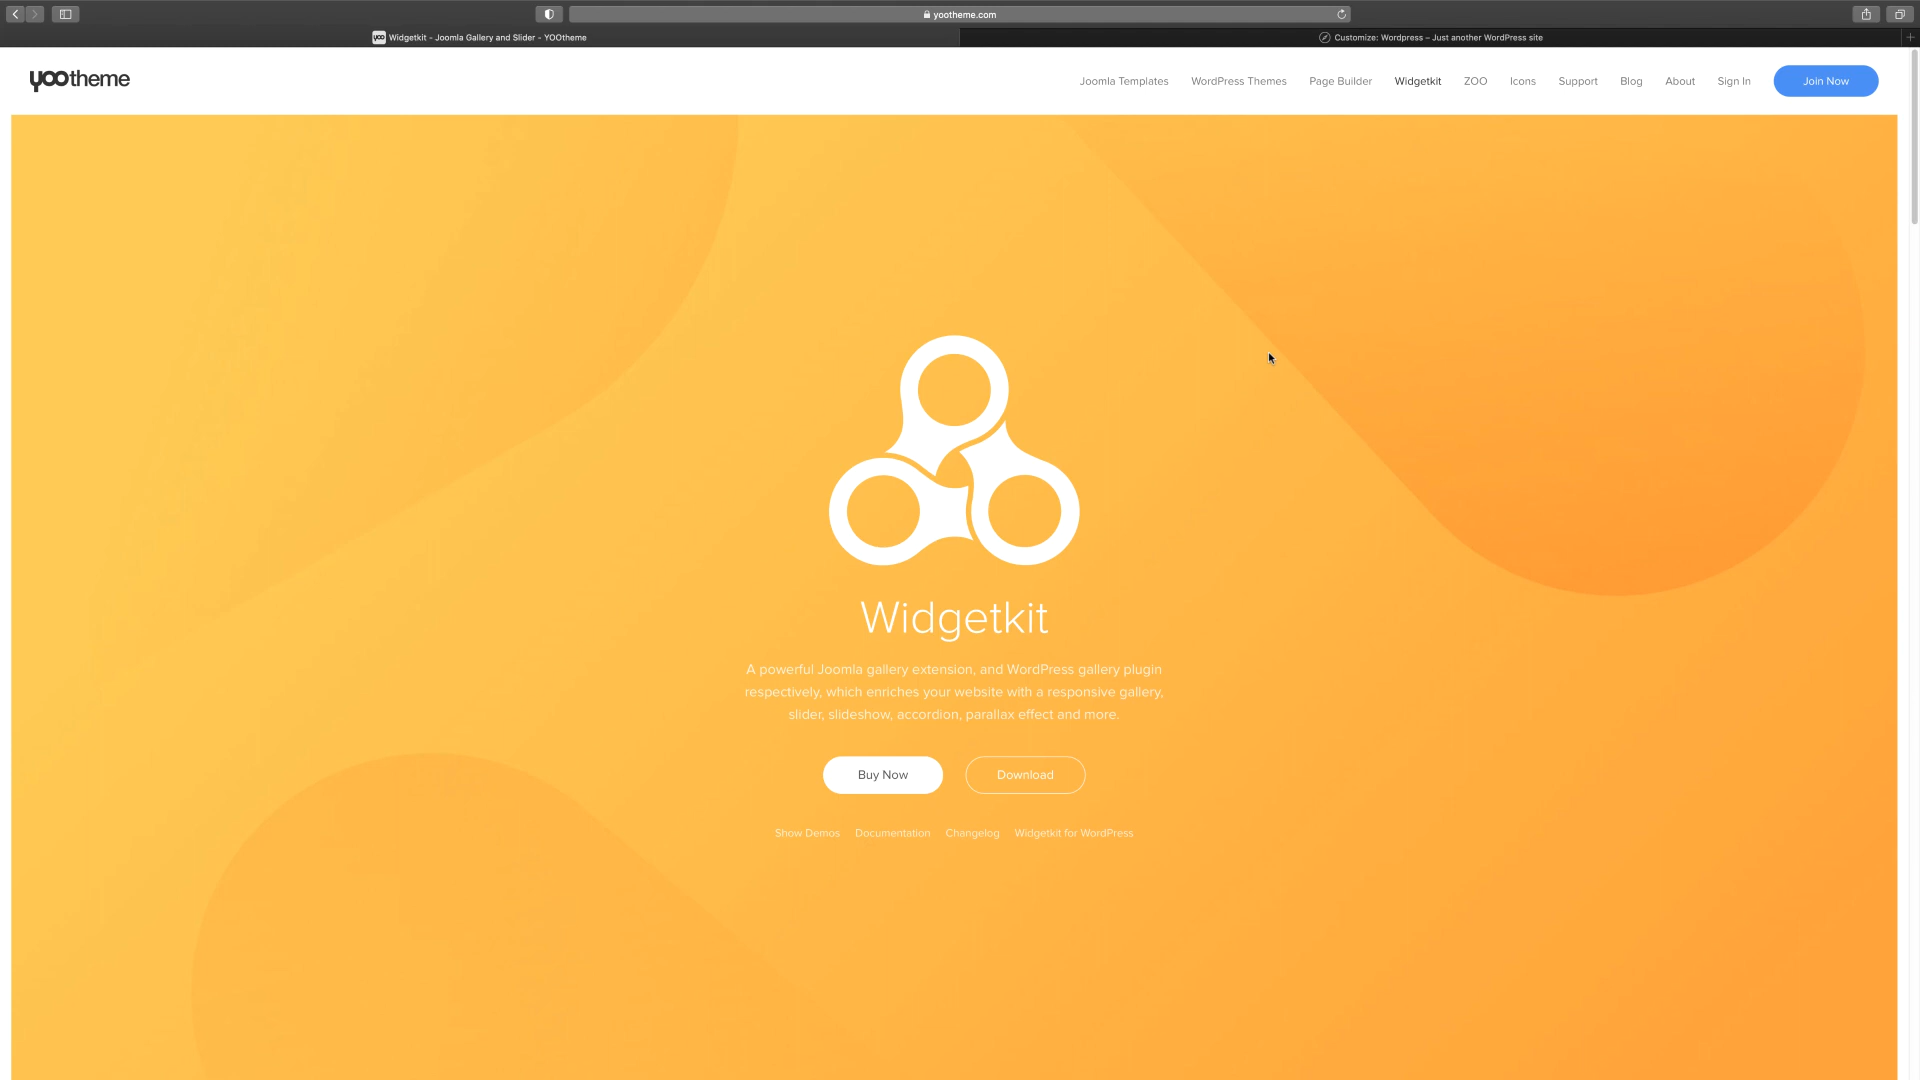 yootheme.com
Widgetkit - Joomla Gallery and Slider - YOOtheme
Customize: Wordpress – Just another WordPress site
yootheme
Joomla Templates
WordPress Themes
Page Builder
Widgetkit
ZOO
Icons
Support
Blog
About
Sign In
Join Now
Widgetkit
A powerful Joomla gallery extension, and WordPress gallery plugin
respectively, which enriches your website with a responsive gallery,
slider, slideshow, accordion, parallax effect and more.
Buy Now
Download
Show Demos
Documentation
Changelog
Widgetkit for WordPress